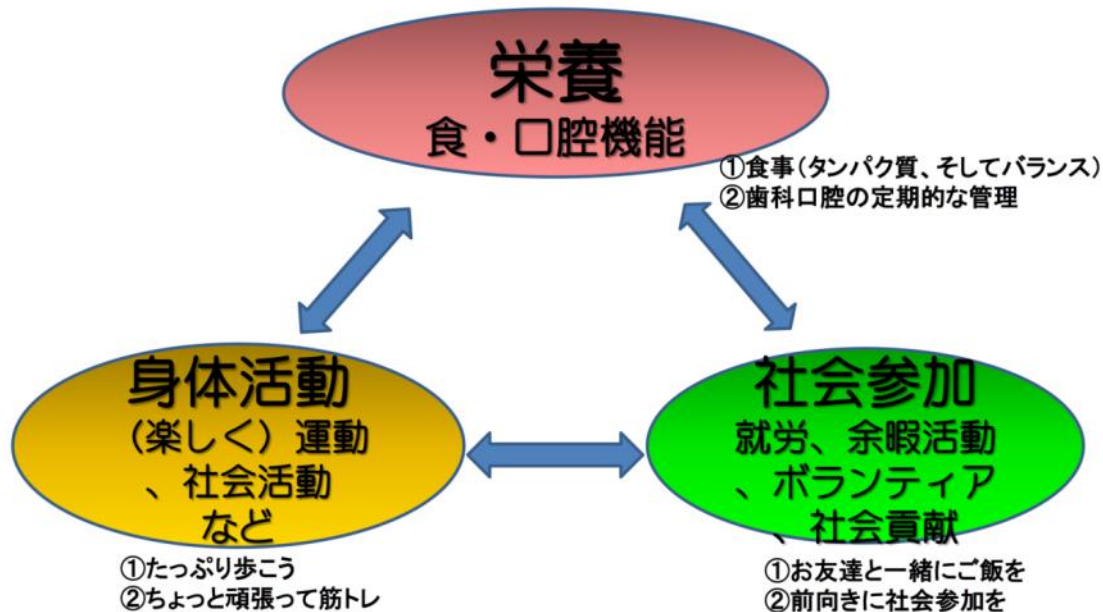 栄養
食・口腔機能
①食事(タンパク質、そしてバランス)
②歯科口腔の定期的な管理
身体活動
(楽しく)運動
、社会活動
など
①たっぷり歩こう
②ちょっと頑張って筋トレ
社会参加
就労、余暇活動
、ボランティア
、社会貢献
①お友達と一緒にご飯を
②前向きに社会参加を